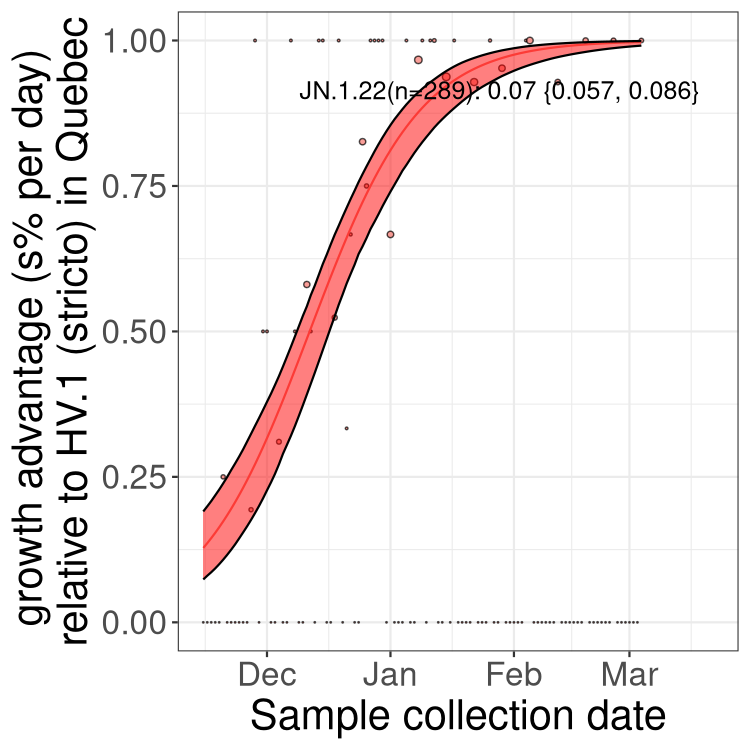 growth advantage (s% per day)
relative to HV.1 (stricto) in Quebec
1.00
0.75
0.50
0.25
0.00
JN.1.22(n=289): 0.07 {0.057, 0.086}
Dec Jan Feb Mar
Sample collection date